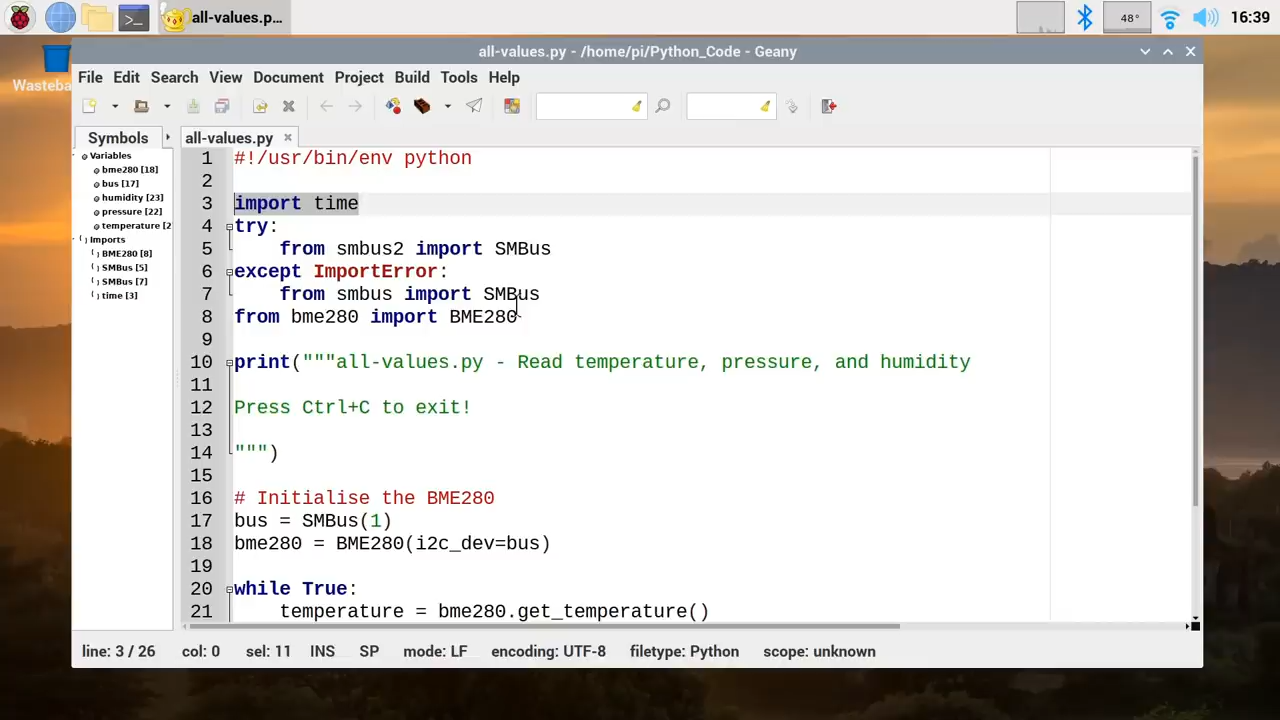 all-values.p…
48°
16:39
Wasteba
all-values.py - /home/pi/Python_Code - Geany
File Edit Search View Document Project Build Tools Help
Symbols
all-values.py
Variables
bme280 [18]
bus [17]
humidity [23]
pressure [22]
temperature [2
Imports
BME280 [8]
SMBus [5]
SMBus [7]
time [3]
1 #!/usr/bin/env python
2
3 import time
4 try:
5     from smbus2 import SMBus
6 except ImportError:
7     from smbus import SMBus
8 from bme280 import BME280
9
10 print("""all-values.py - Read temperature, pressure, and humidity
11
12 Press Ctrl+C to exit!
13
14 """)
15
16 # Initialise the BME280
17 bus = SMBus(1)
18 bme280 = BME280(i2c_dev=bus)
19
20 while True:
21     temperature = bme280.get_temperature()
line: 3 / 26 col: 0 sel: 11 INS SP mode: LF encoding: UTF-8 filetype: Python scope: unknown